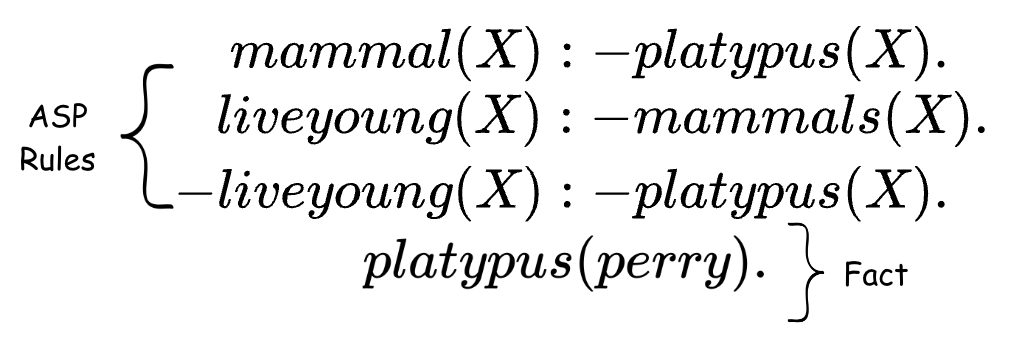 mammal(X) : −platypus(X).
liveyoung(X) : −mammals(X).
−liveyoung(X) : −platypus(X).
platypus(perry).
ASP
Rules
Fact